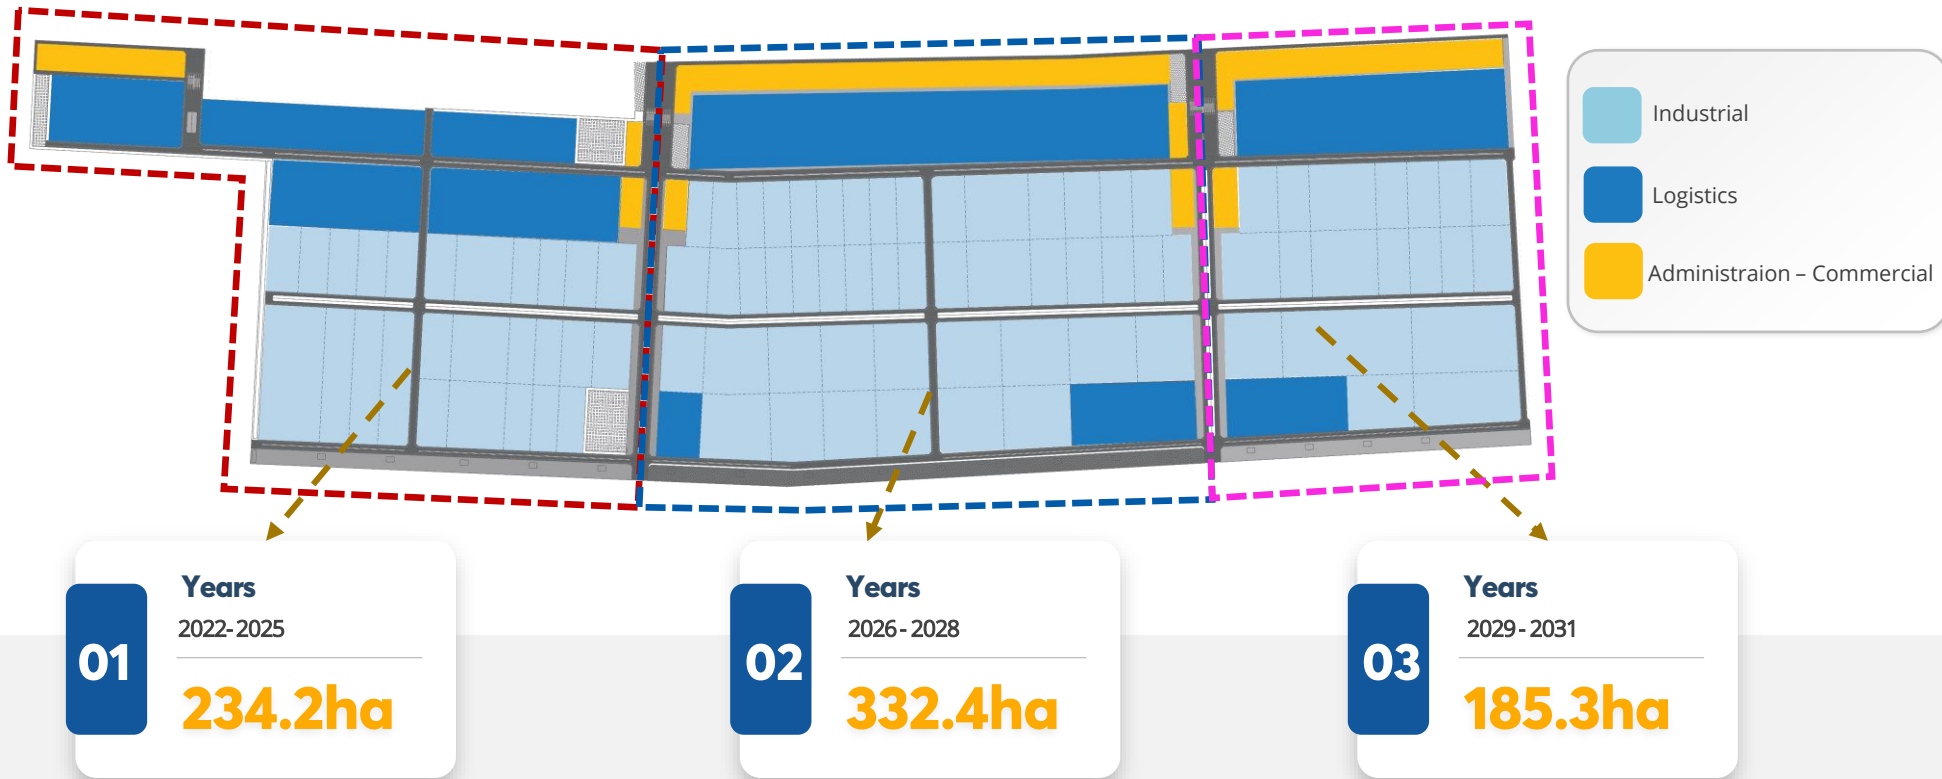 Industrial
Logistics
Administraion – Commercial
01
Years
2022-2025
234.2ha
02
Years
2026-2028
332.4ha
03
Years
2029-2031
185.3ha